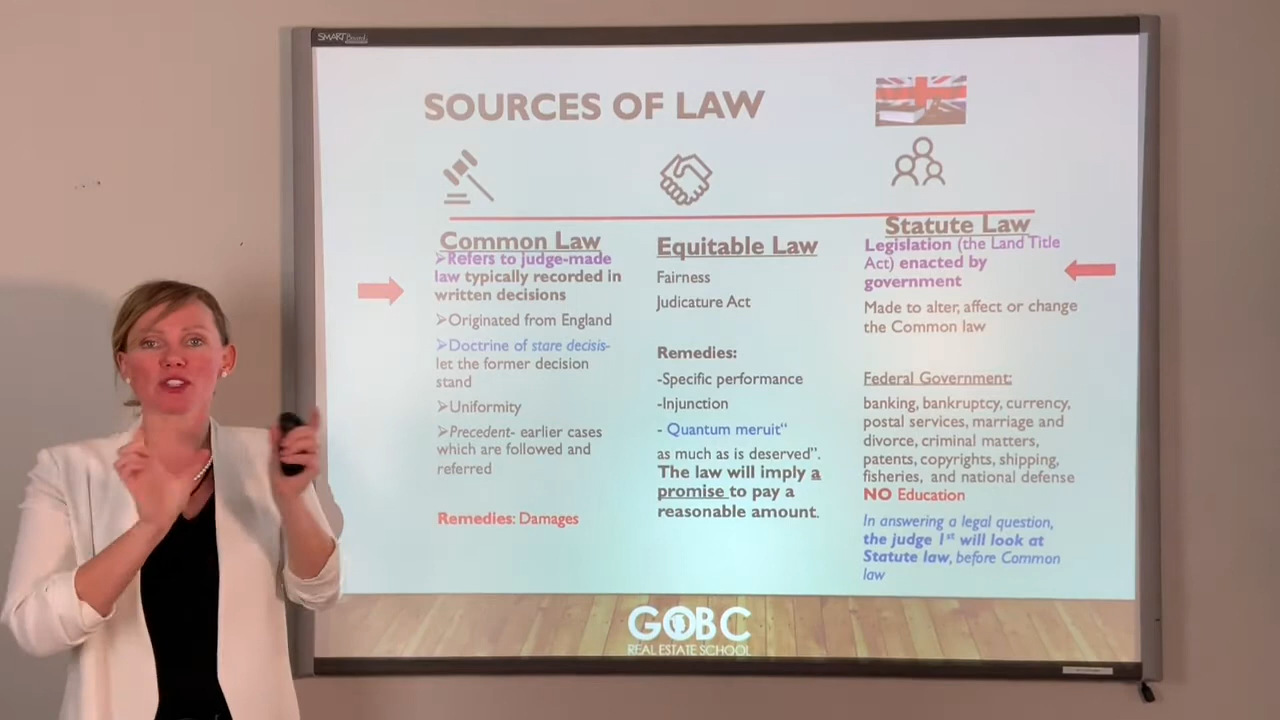 SMART Board
SOURCES OF LAW
Common Law
➢Refers to judge-made
law typically recorded in
written decisions
➢Originated from England
➢Doctrine of stare decisis-
let the former decision
stand
➢Uniformity
➢Precedent- earlier cases
which are followed and
referred
Remedies: Damages
Equitable Law
Fairness
Judicature Act
Remedies:
-Specific performance
-Injunction
- Quantum meruit“
as much as is deserved”.
The law will imply a
promise to pay a
reasonable amount.
Statute Law
Legislation (the Land Title
Act) enacted by
government
Made to alter, affect or change
the Common law
Federal Government:
banking, bankruptcy, currency,
postal services, marriage and
divorce, criminal matters,
patents, copyrights, shipping,
fisheries, and national defense
NO Education
In answering a legal question,
the judge 1st will look at
Statute law, before Common
law
GOBC
REAL ESTATE SCHOOL